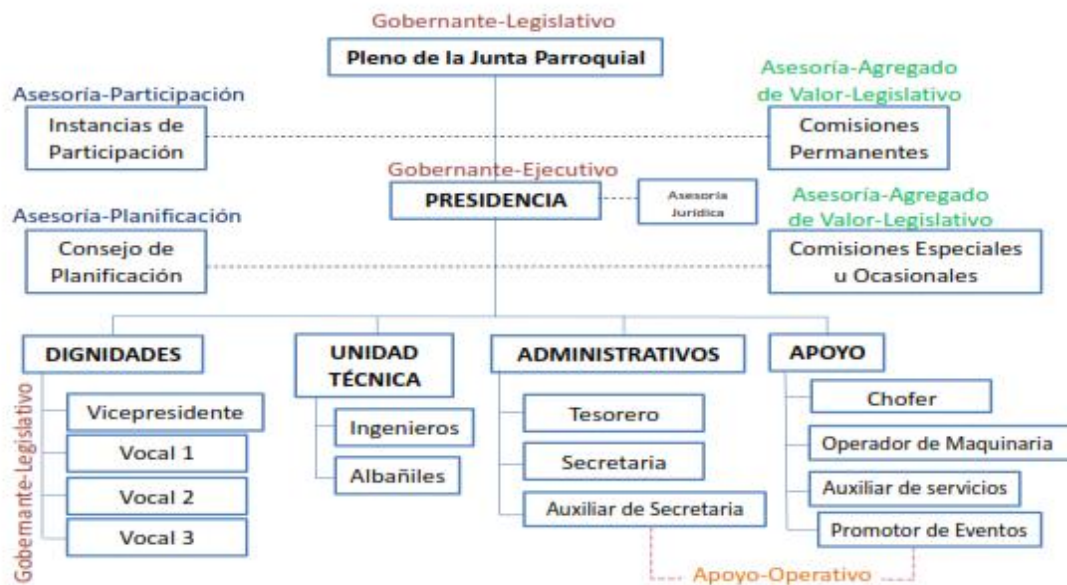 Gobernante-Legislativo
Pleno de la Junta Parroquial
Asesoría-Participación
Instancias de
Participación
Asesoría-Agregado
de Valor-Legislativo
Comisiones
Permanentes
Gobernante-Ejecutivo
PRESIDENCIA
Asesoría
Jurídica
Asesoría-Planificación
Consejo de
Planificación
Asesoría-Agregado
de Valor-Legislativo
Comisiones Especiales
u Ocasionales
Gobernante-Legislativo
DIGNIDADES
Vicepresidente
Vocal 1
Vocal 2
Vocal 3
UNIDAD
TÉCNICA
Ingenieros
Albañiles
ADMINISTRATIVOS
Tesorero
Secretaria
Auxiliar de Secretaria
APOYO
Chofer
Operador de Maquinaria
Auxiliar de servicios
Promotor de Eventos
Apoyo-Operativo